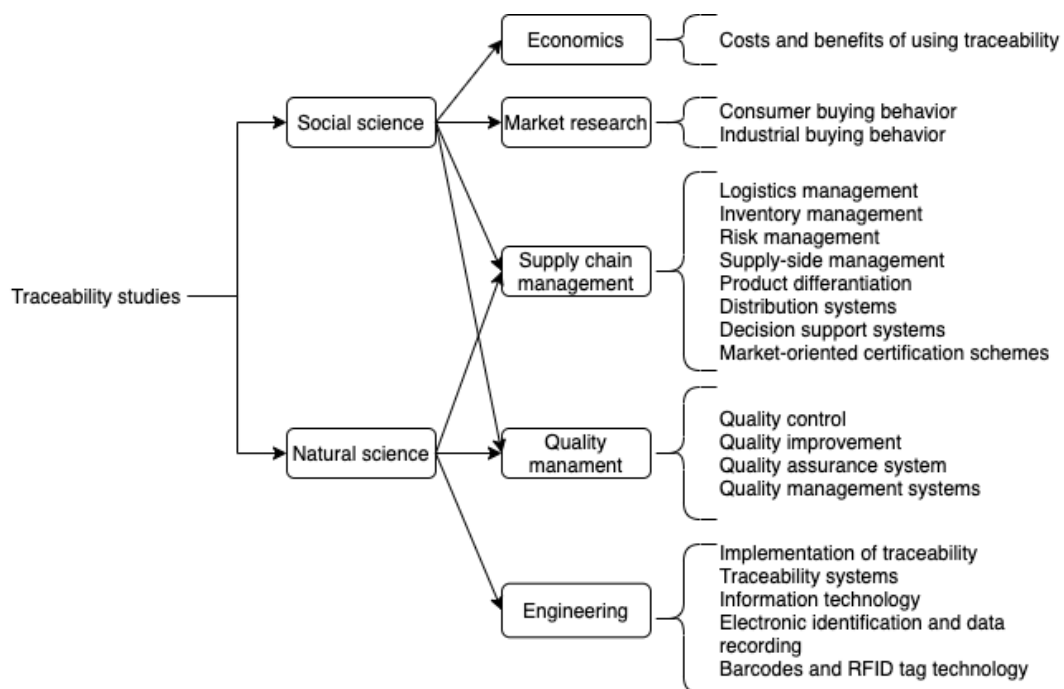 Economics
Costs and benefits of using traceability
Social science
Market research
Consumer buying behavior
Industrial buying behavior
Supply chain
management
Logistics management
Inventory management
Risk management
Supply-side management
Product differantiation
Distribution systems
Decision support systems
Market-oriented certification schemes
Traceability studies
Natural science
Quality
manament
Quality control
Quality improvement
Quality assurance system
Quality management systems
Engineering
Implementation of traceability
Traceability systems
Information technology
Electronic identification and data
recording
Barcodes and RFID tag technology